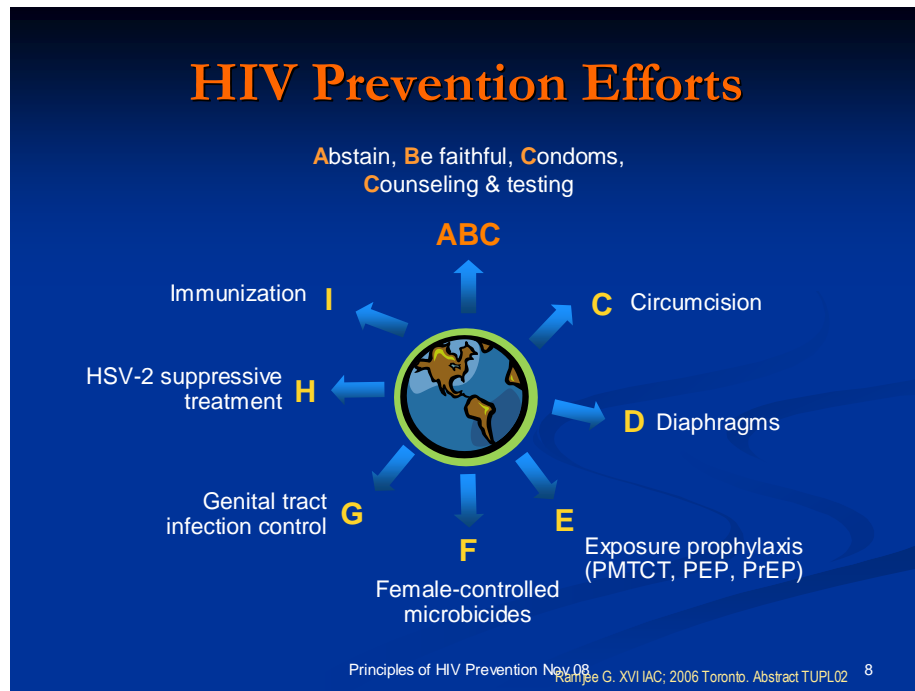 HIV Prevention Efforts
Abstain, Be faithful, Condoms,
Counseling & testing
ABC
Immunization I
C Circumcision
HSV-2 suppressive
treatment H
D Diaphragms
Genital tract
infection control G
E
Exposure prophylaxis
(PMTCT, PEP, PrEP)
F
Female-controlled
microbicides
Principles of HIV Prevention Nov 08
Ramjee G. XVI IAC; 2006 Toronto. Abstract TUPL02
8